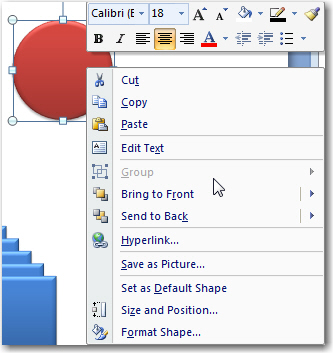 Calibri (E 18 A A
B I A
Cut
Copy
Paste
Edit Text
Group
Bring to Front
Send to Back
Hyperlink...
Save as Picture...
Set as Default Shape
Size and Position...
Format Shape...